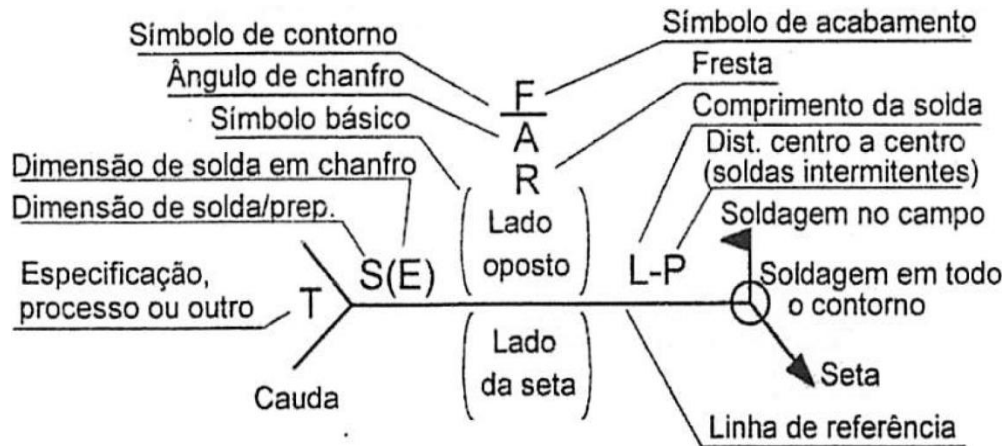 Símbolo de contorno
Símbolo de acabamento
Ângulo de chanfro
F
Fresta
Símbolo básico
A
Comprimento da solda
Dimensão de solda em chanfro
R
Dist. centro a centro
(soldas intermitentes)
Dimensão de solda/prep.
Lado
oposto
Soldagem no campo
S(E)
L-P
Especificação,
processo ou outro
T
Soldagem em todo
o contorno
Lado
da seta
Cauda
Seta
Linha de referência